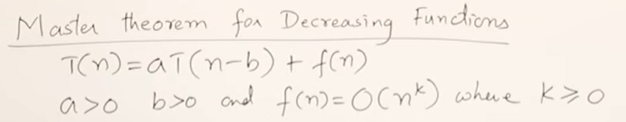 Master theorem for Decreasing Functions
T(n) = aT(n-b) + f(n)
a>0 b>0 and f(n) = O(n^k) where k≥0